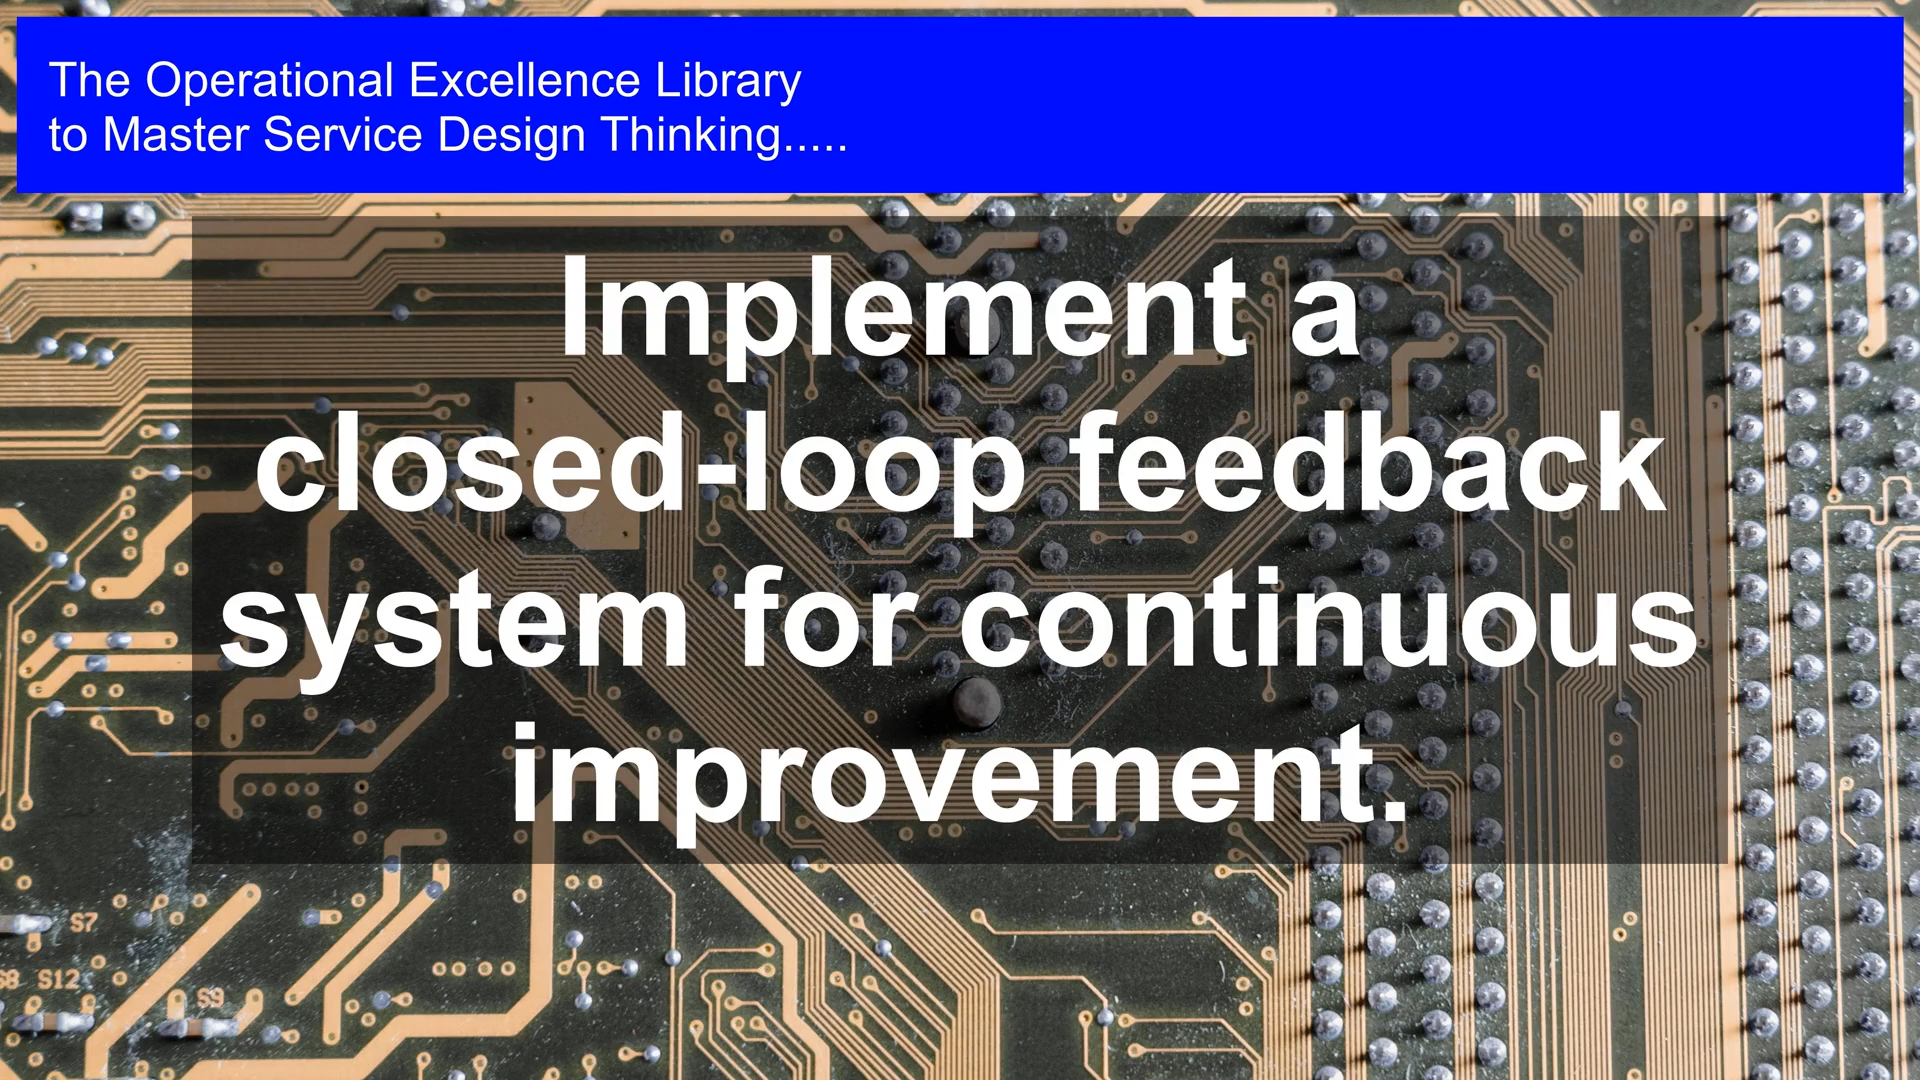 The Operational Excellence Library
to Master Service Design Thinking.....
Implement a
closed-loop feedback
system for continuous
improvement.
S7
S8 S12
S9